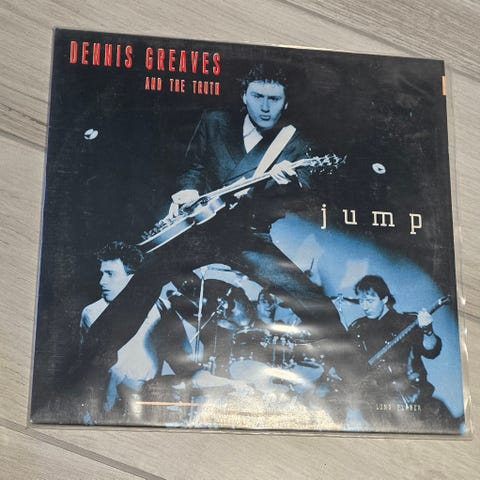 DENNIS GREAVES
AND THE TRUTH
jump